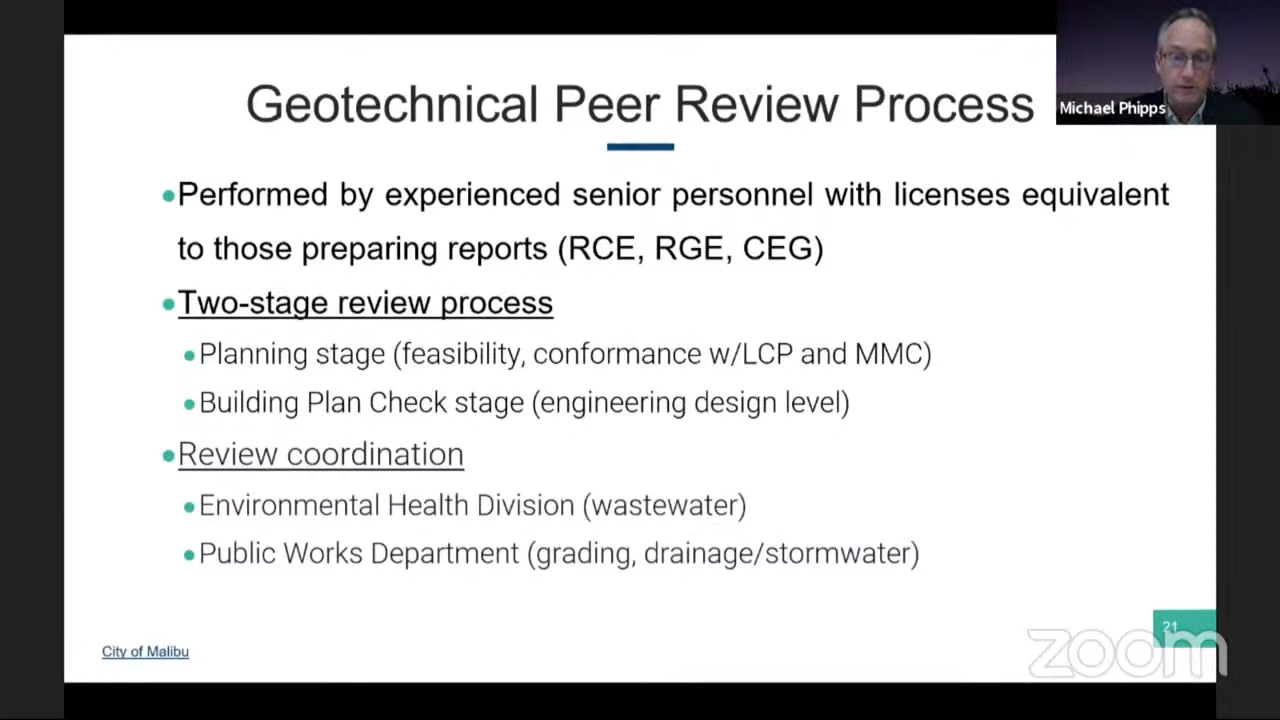 Geotechnical Peer Review Process
Michael Phipps
•Performed by experienced senior personnel with licenses equivalent
to those preparing reports (RCE, RGE, CEG)
•Two-stage review process
•Planning stage (feasibility, conformance w/LCP and MMC)
•Building Plan Check stage (engineering design level)
•Review coordination
•Environmental Health Division (wastewater)
•Public Works Department (grading, drainage/stormwater)
21
City of Malibu
zoom